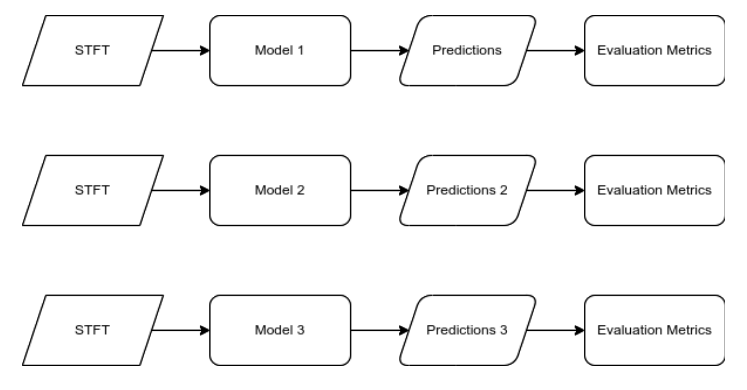 STFT
Model 1
Predictions
Evaluation Metrics
STFT
Model 2
Predictions 2
Evaluation Metrics
STFT
Model 3
Predictions 3
Evaluation Metrics